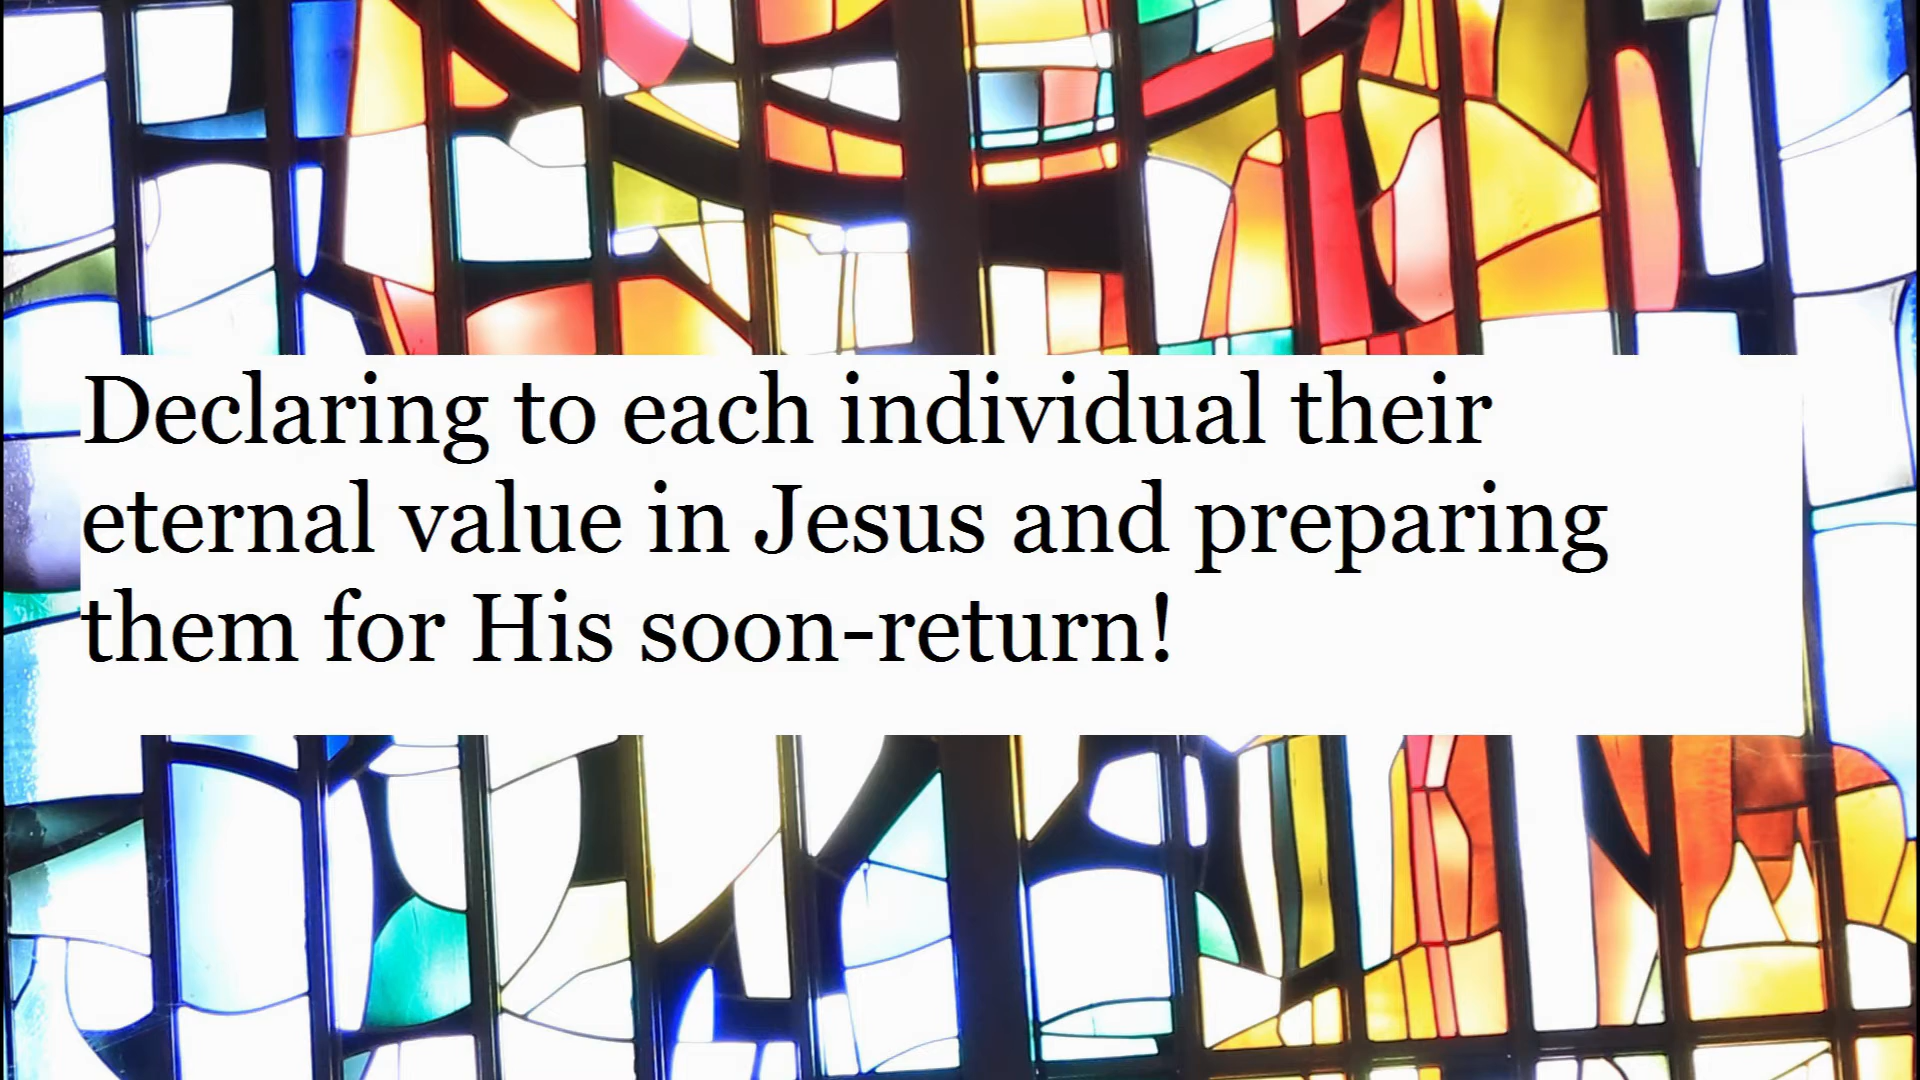 Declaring to each individual their
eternal value in Jesus and preparing
them for His soon-return!